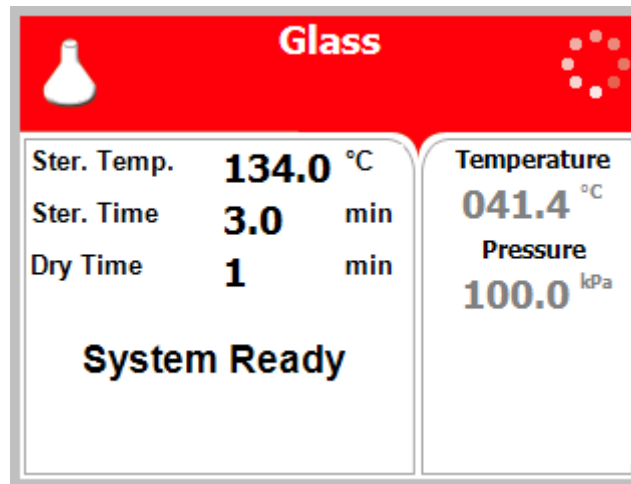 Glass
Ster. Temp. 134.0 °C
Ster. Time 3.0 min
Dry Time 1 min
System Ready
Temperature
041.4 °C
Pressure
100.0 kPa